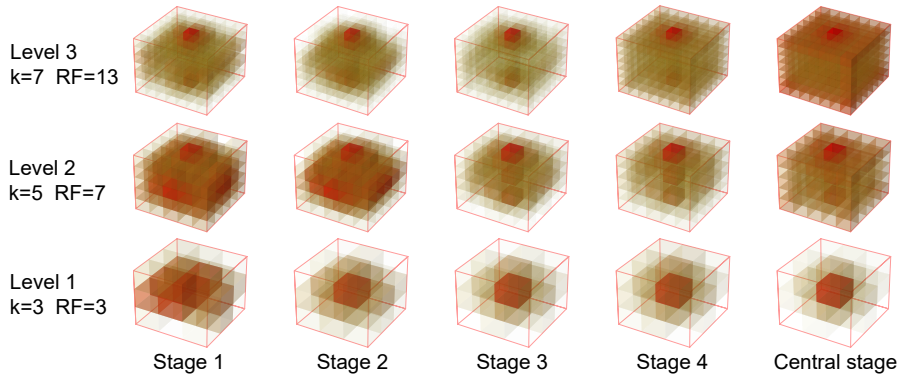 Level 3
k=7 RF=13
Level 2
k=5 RF=7
Level 1
k=3 RF=3
Stage 1 Stage 2 Stage 3 Stage 4 Central stage